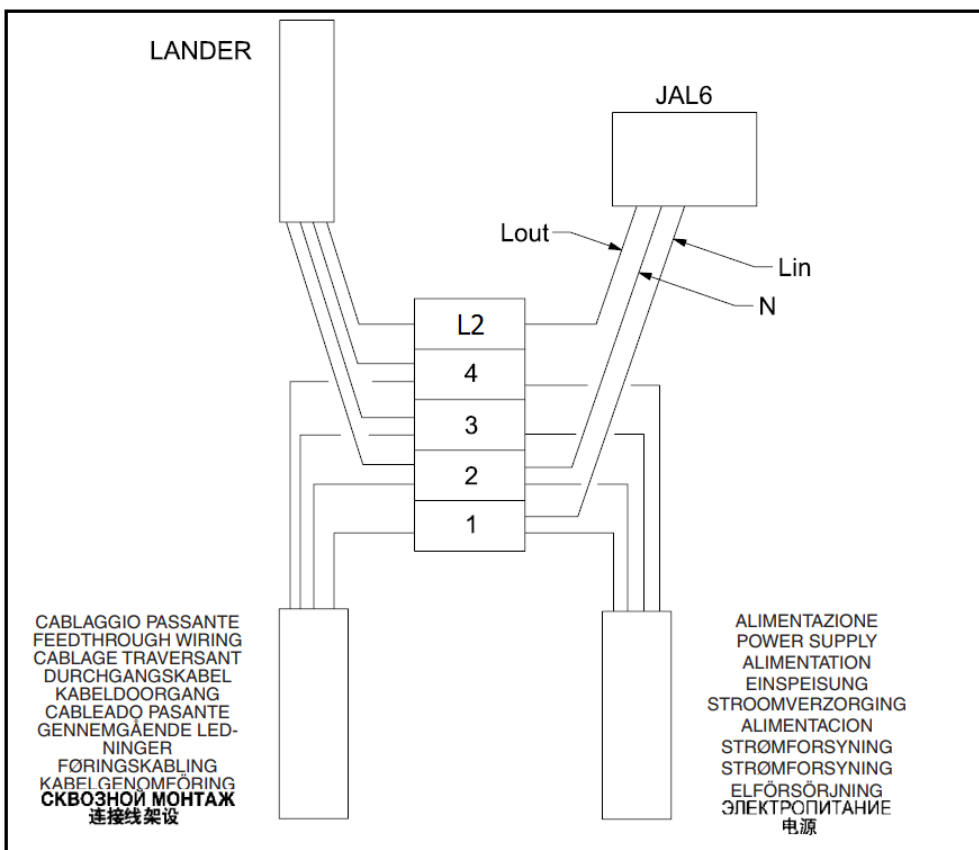 LANDER
JAL6
Lout
Lin
N
L2
4
3
2
1
CABLAGGIO PASSANTE
FEEDTHROUGH WIRING
CABLAGE TRAVERSANT
DURCHGANGSKABEL
KABELDOORGANG
CABLEADO PASANTE
GENNEMGÅENDE LED-
NINGER
FØRINGSKABLING
KABELGENOMFÖRING
СКВОЗНОЙ МОНТАЖ
连接线架设
ALIMENTAZIONE
POWER SUPPLY
ALIMENTATION
EINSPEISUNG
STROOMVERZORGING
ALIMENTACION
STRØMFORSYNING
STRØMFORSYNING
ELFÖRSÖRJNING
ЭЛЕКТРОПИТАНИЕ
电源